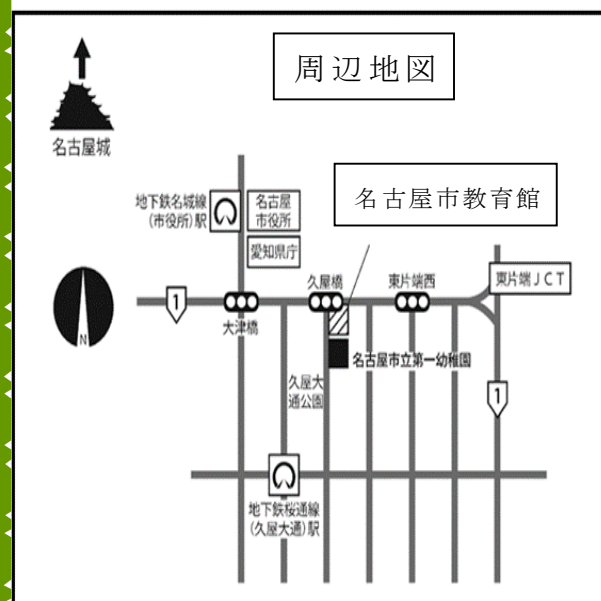 周辺地図
名古屋城
名古屋市教育館
地下鉄名城線
(市役所)駅
名古屋
市役所
愛知県庁
久屋橋
東片端西
東片端JCT
1
大津橋
名古屋市立第一幼稚園
久屋大
通公園
N
1
地下鉄桜通線
(久屋大通)駅